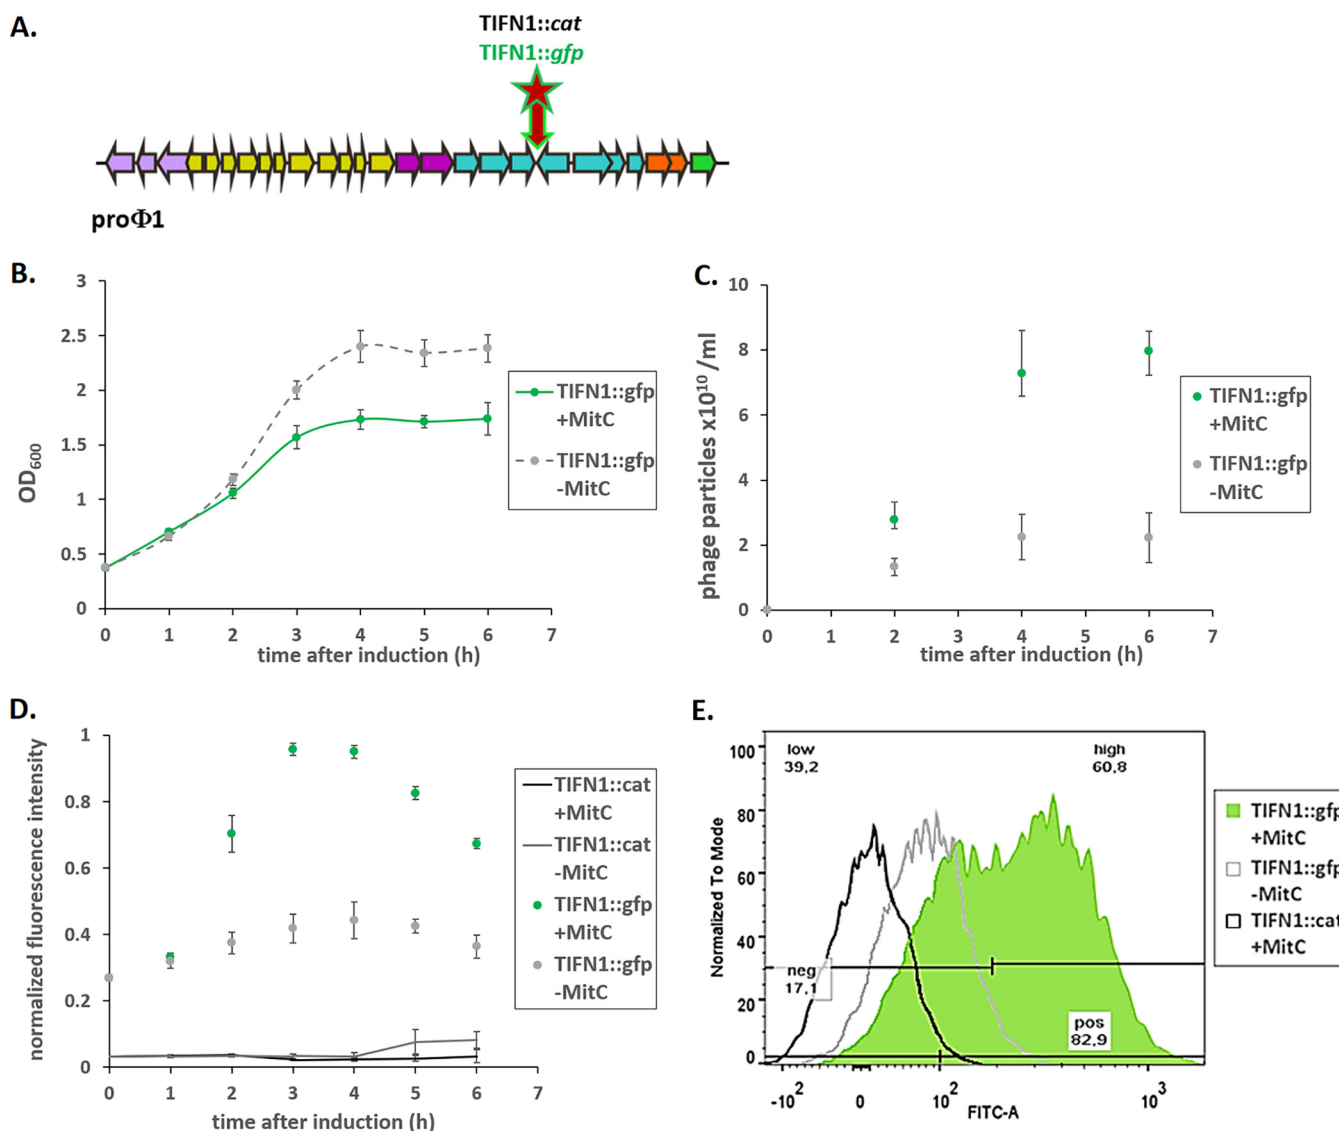 A.
TIFN1::cat
TIFN1::gfp
proΦ1
B.
3
2.5
2
1.5
1
0.5
0
OD600
0 1 2 3 4 5 6 7
time after induction (h)
TIFN1::gfp
+MitC
TIFN1::gfp
-MitC
C.
10
8
6
4
2
0
phage particles x10^10 /ml
0 1 2 3 4 5 6 7
time after induction (h)
TIFN1::gfp
+MitC
TIFN1::gfp
-MitC
D.
1
0.8
0.6
0.4
0.2
0
normalized fluorescence intensity
0 1 2 3 4 5 6 7
time after induction (h)
TIFN1::cat
+MitC
TIFN1::cat
-MitC
TIFN1::gfp
+MitC
TIFN1::gfp
-MitC
E.
100
80
60
40
20
0
Normalized To Mode
low
39,2
high
60,8
neg
17,1
pos
82,9
-10^2 0 10^2 10^3
FITC-A
TIFN1::gfp
+MitC
TIFN1::gfp
-MitC
TIFN1::cat
+MitC